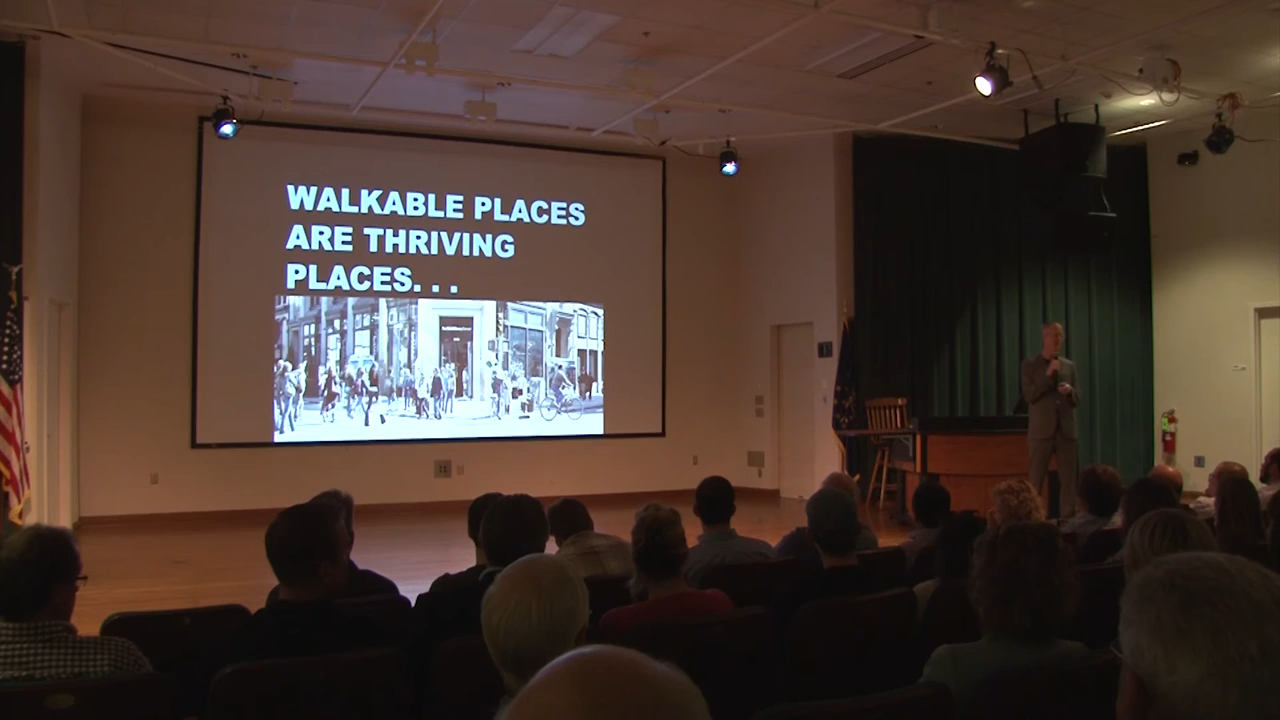 WALKABLE PLACES
ARE THRIVING
PLACES. . .